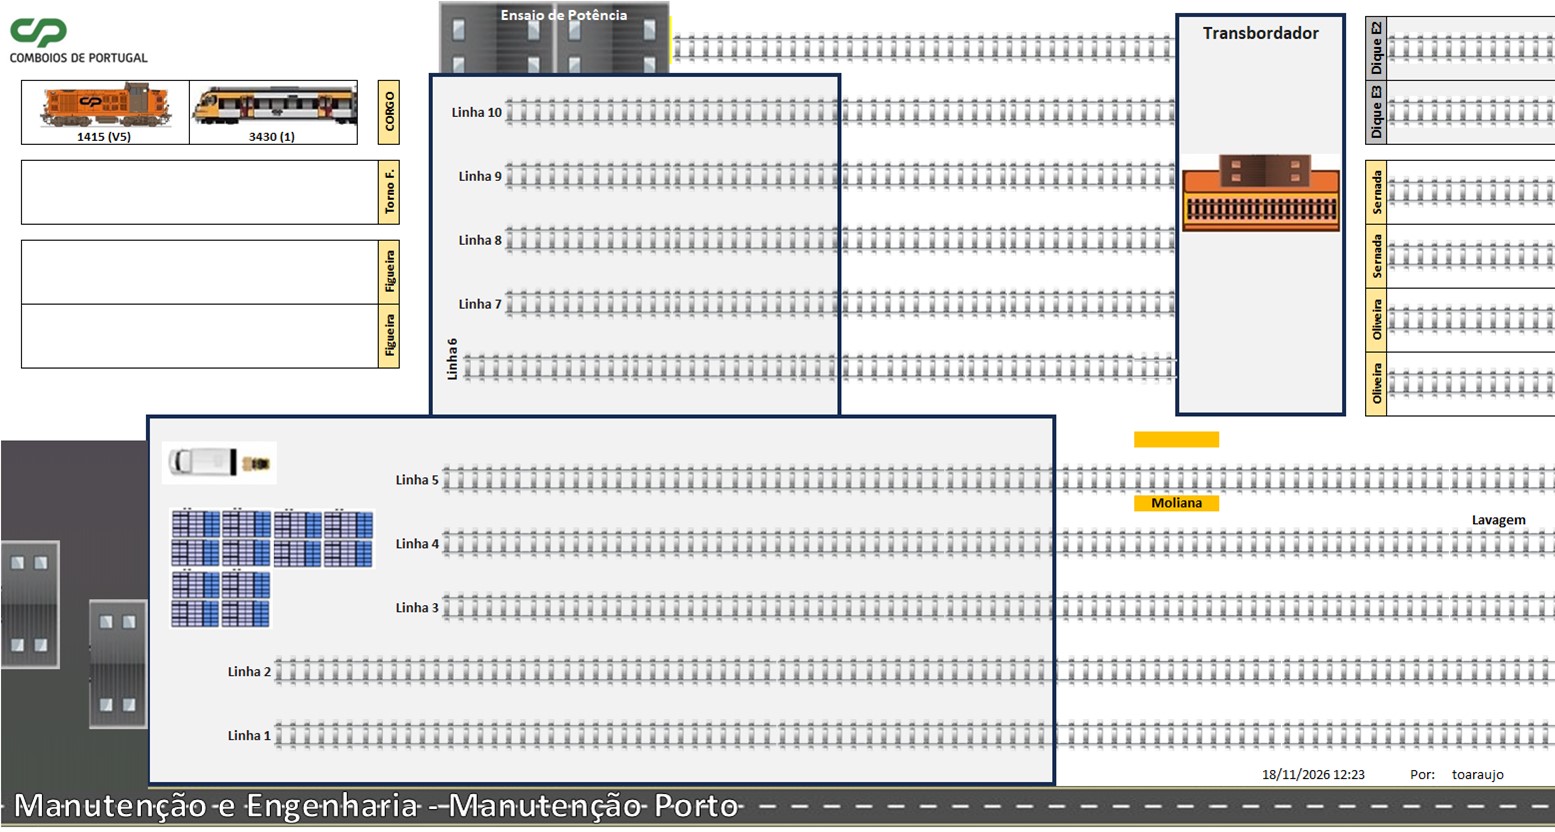 Ensaio de Potência
Transbordador
Dique E2
COMBOIOS DE PORTUGAL
CP
1415 (V5)
3430 (1)
CORGO
Linha 10
Dique E3
Torno F.
Linha 9
Sernada
Figueira
Linha 8
Sernada
Figueira
Linha 7
Oliveira
Linha 6
Oliveira
Linha 5
Moliana
Lavagem
Linha 4
Linha 3
Linha 2
Linha 1
18/11/2026 12:23 Por: toaraujo
Manutenção e Engenharia - Manutenção Porto